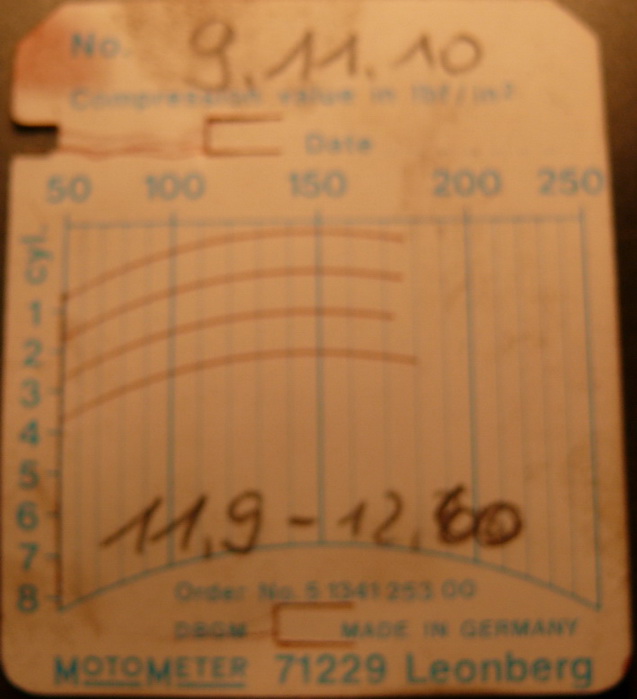 No. 9.11.10
Compression value in lbf/in²
Date
50 100 150 200 250
Cyl.
1
2
3
4
5
6
7
8
11,9 - 12,60
Order No. 5 1341 253 00
DBGM MADE IN GERMANY
MOTOMETER 71229 Leonberg